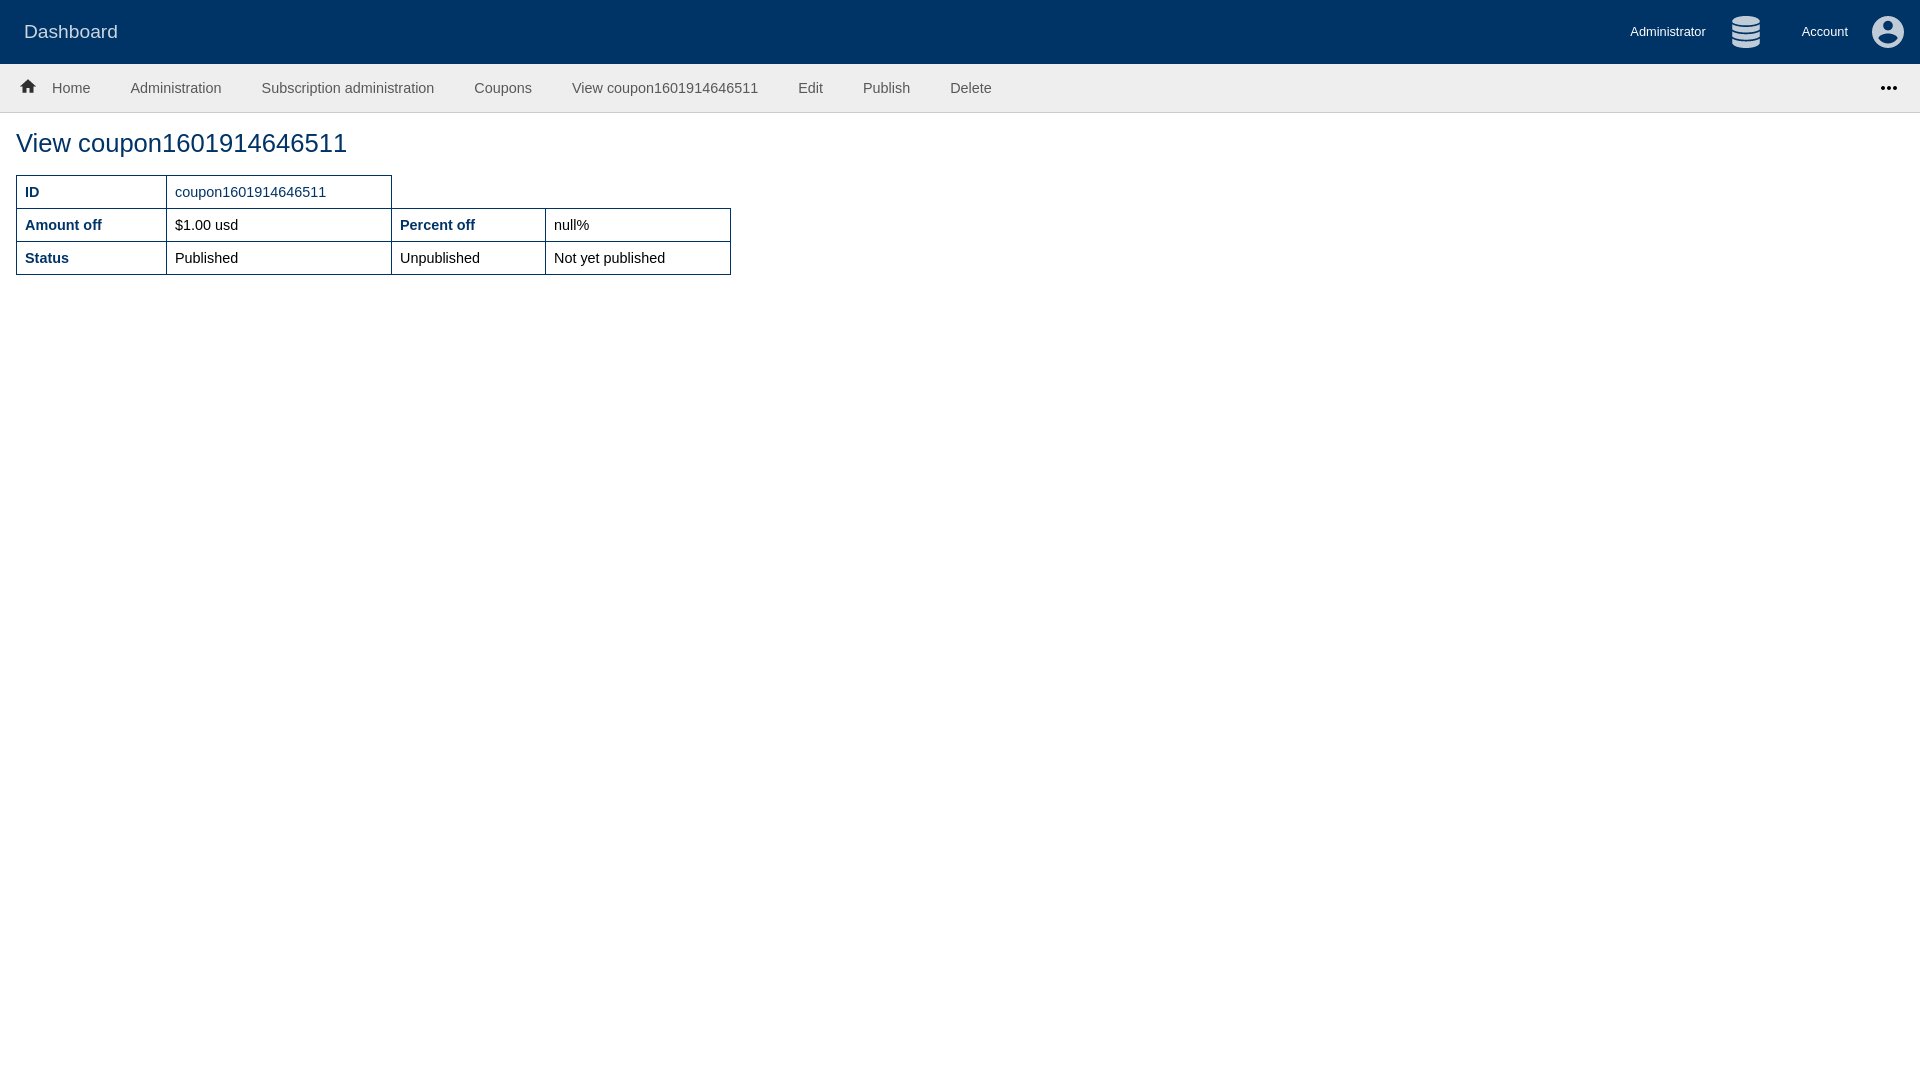 Dashboard
Administrator
Account
Home Administration Subscription administration Coupons View coupon1601914646511 Edit Publish Delete
View coupon1601914646511
ID coupon1601914646511
Amount off $1.00 usd Percent off null%
Status Published Unpublished Not yet published